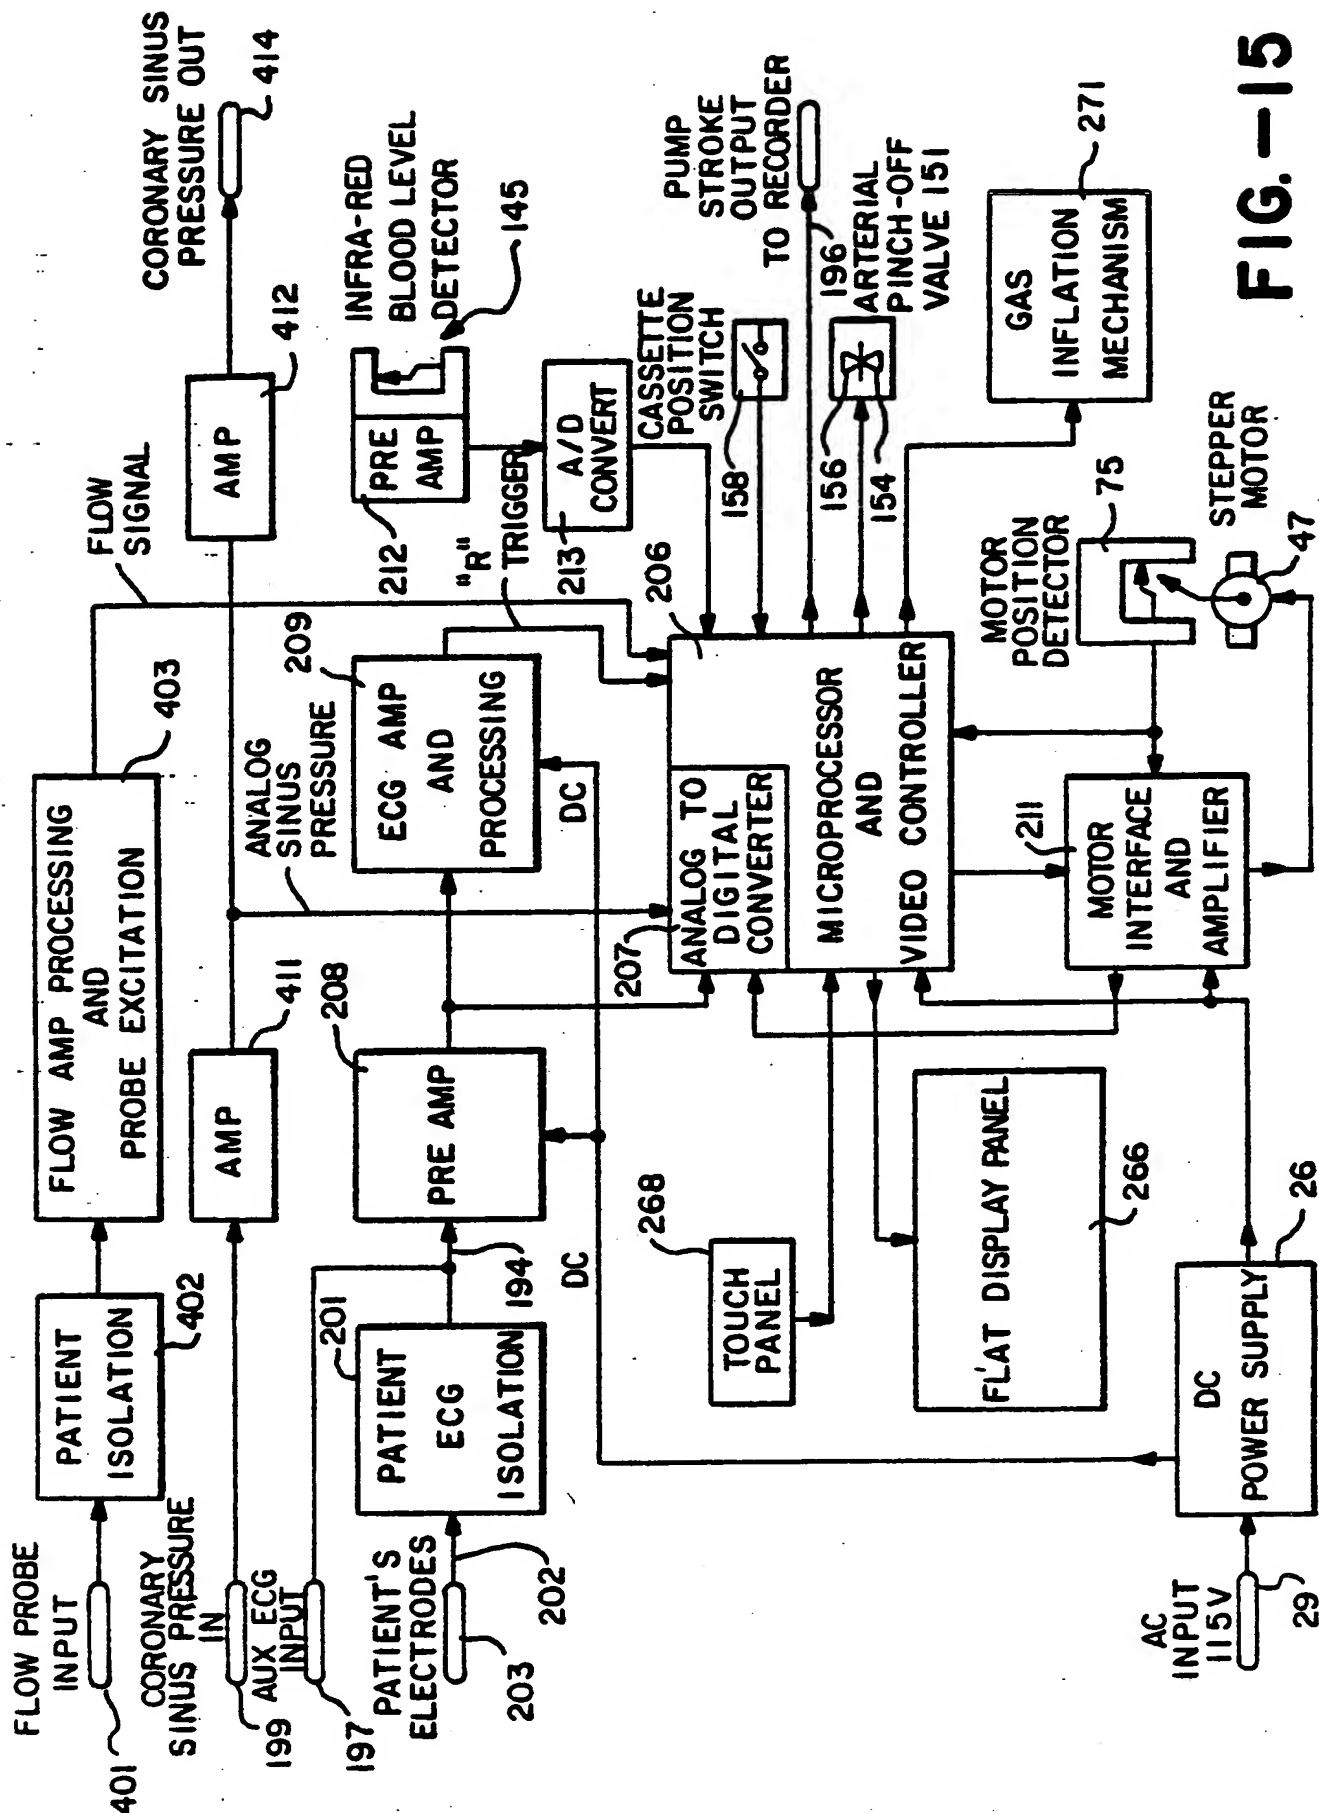 FLOW PROBE
INPUT
401
PATIENT
ISOLATION
402
FLOW AMP PROCESSING
AND
PROBE EXCITATION
403
FLOW
SIGNAL
CORONARY
SINUS PRESSURE
IN
199
AMP
411
ANALOG
SINUS
PRESSURE
AMP
412
CORONARY SINUS
PRESSURE OUT
414
AUX ECG
INPUT
197
PATIENT'S
ELECTRODES
203
202
PATIENT
ECG
ISOLATION
201
194
PRE AMP
208
DC
ECG AMP
AND
PROCESSING
209
DC
"R"
TRIGGER
PRE
AMP
212
INFRA-RED
BLOOD LEVEL
DETECTOR
145
A/D
CONVERT
213
CASSETTE
POSITION
SWITCH
158
PUMP
STROKE
OUTPUT
TO RECORDER
196
ARTERIAL
PINCH-OFF
VALVE 151
156
154
GAS
INFLATION
MECHANISM
271
206
207
ANALOG TO
DIGITAL
CONVERTER
MICROPROCESSOR
AND
VIDEO CONTROLLER
TOUCH
PANEL
268
FL'AT DISPLAY PANEL
266
MOTOR
INTERFACE
AND
AMPLIFIER
211
MOTOR
POSITION
DETECTOR
75
STEPPER
MOTOR
47
AC
INPUT
115V
29
DC
POWER SUPPLY
26
FIG.-15